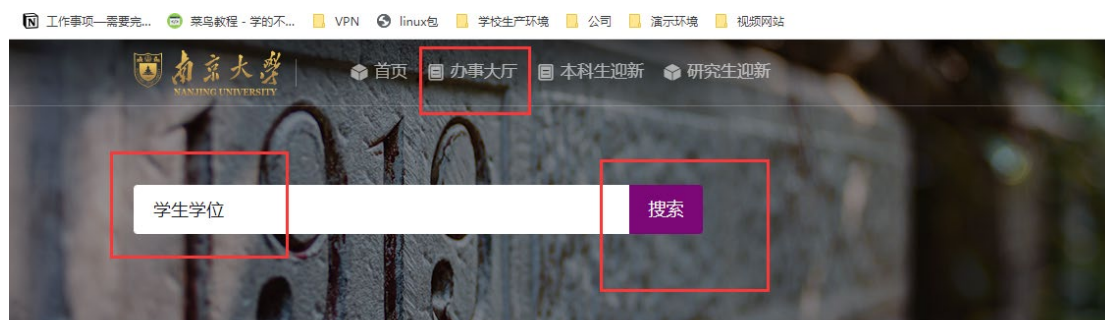 工作事项—需要完... 菜鸟教程 - 学的不... VPN linux包 学校生产环境 公司 演示环境 视频网站
南京大學 首页 办事大厅 本科生迎新 研究生迎新
NANJING UNIVERSITY
学生学位 搜索